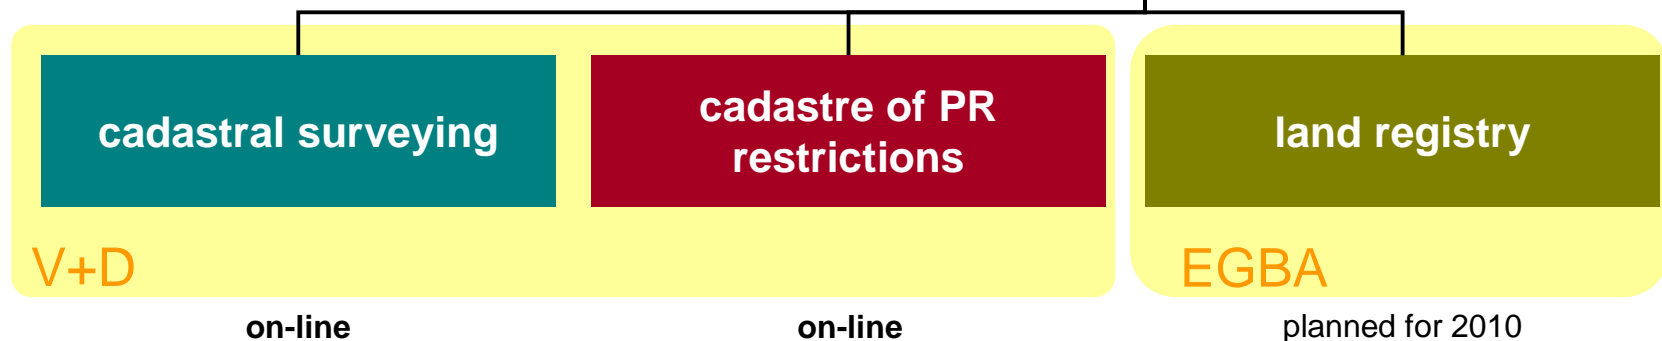 cadastral surveying
cadastre of PR
restrictions
land registry
V+D
EGBA
on-line
on-line
planned for 2010